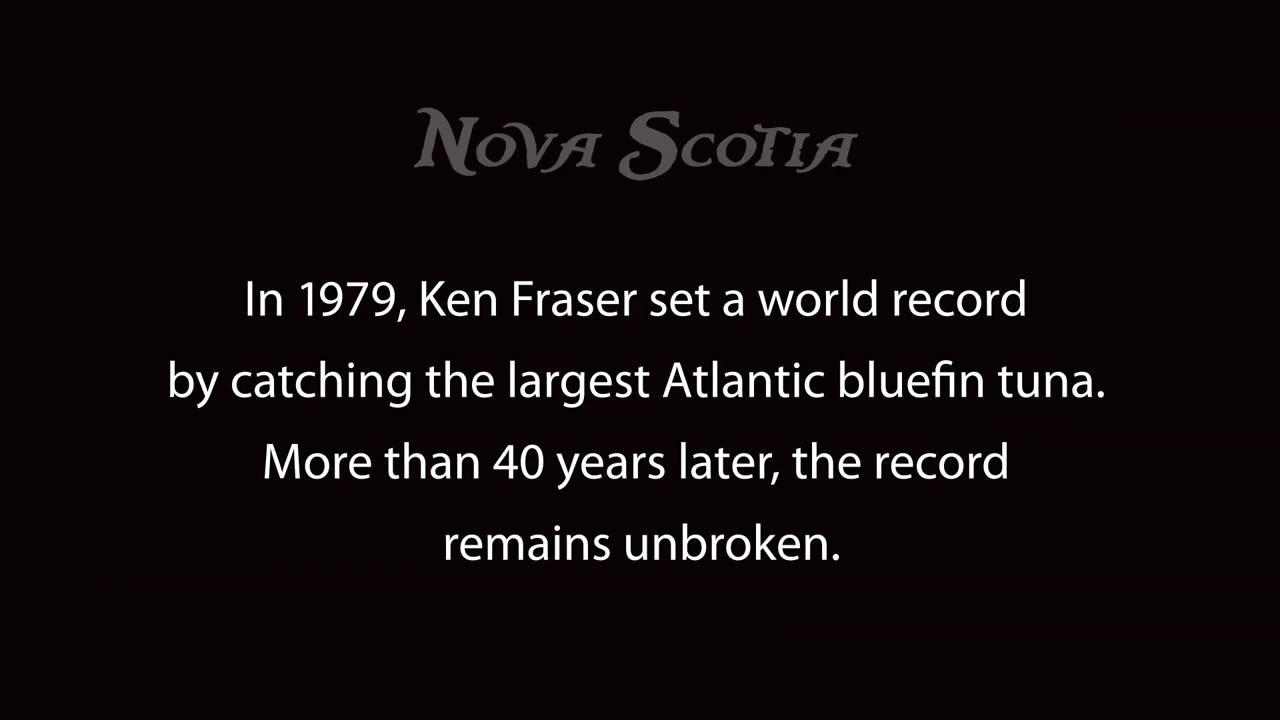 Nova Scotia
In 1979, Ken Fraser set a world record
by catching the largest Atlantic bluefin tuna.
More than 40 years later, the record
remains unbroken.